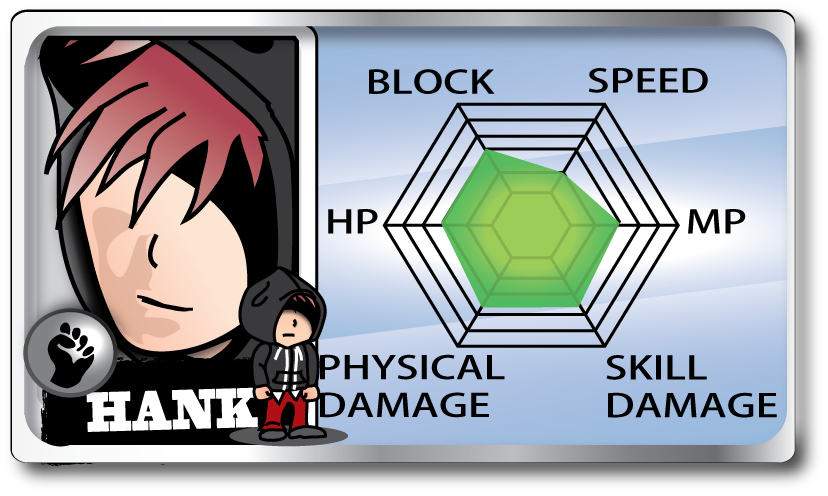 BLOCK SPEED
HP MP
PHYSICAL SKILL
DAMAGE DAMAGE
HANK